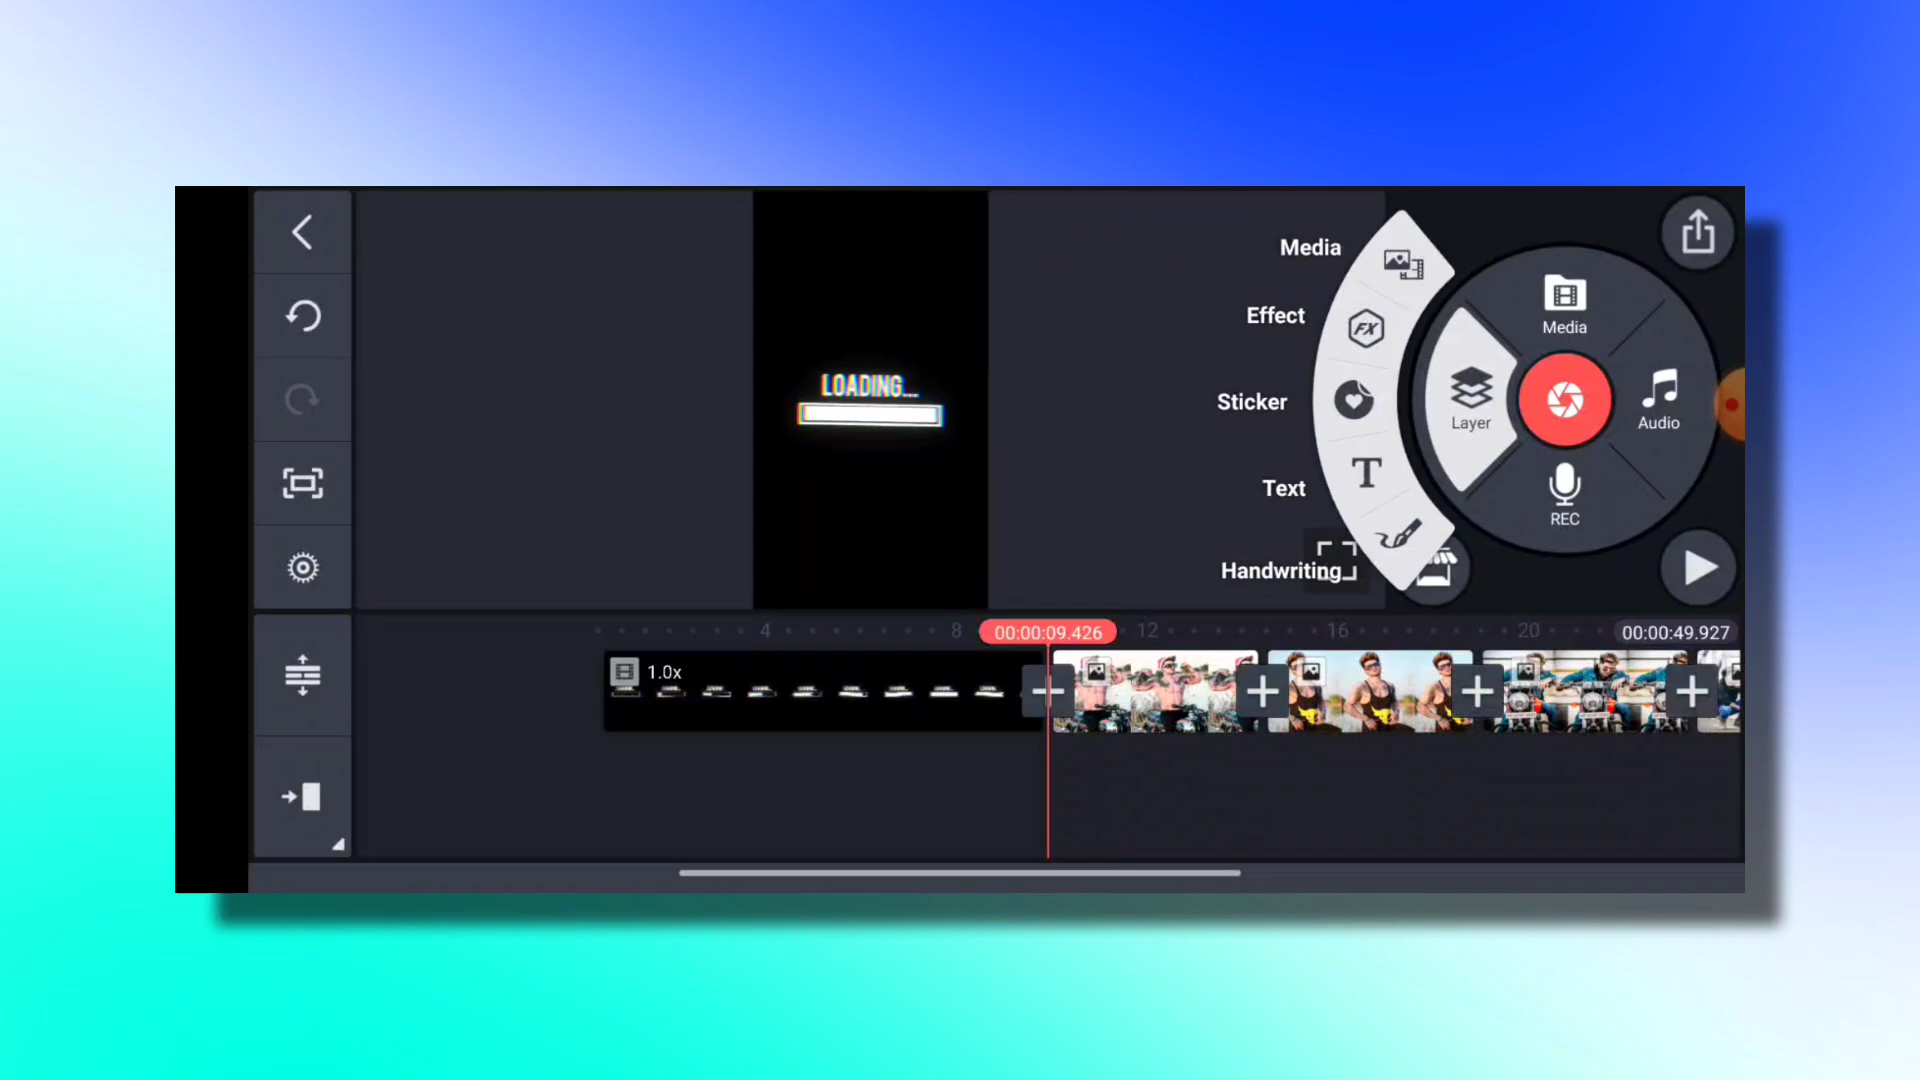 Media
Effect
Sticker
Text
Handwriting
Media
Layer
Audio
REC
LOADING...
4
8
00:00:09.426
12
16
20
00:00:49.927
1.0x
FX
T